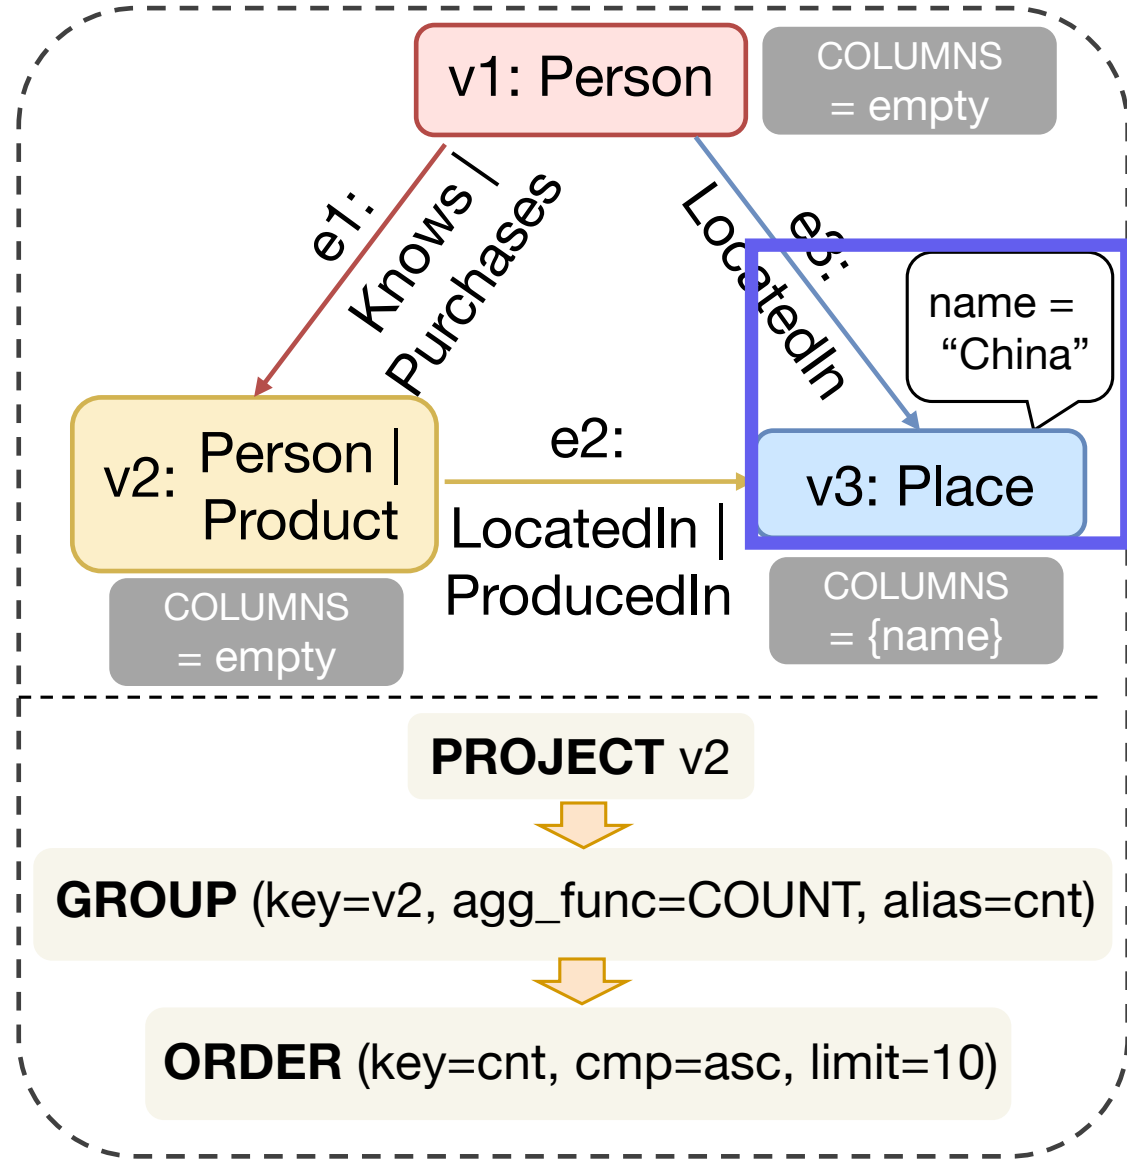 v1: Person
COLUMNS
= empty
e1:
Knows |
Purchases
e3:
LocatedIn
name =
“China”
v2: Person |
Product
e2:
LocatedIn |
ProducedIn
v3: Place
COLUMNS
= empty
COLUMNS
= {name}
PROJECT v2
GROUP (key=v2, agg_func=COUNT, alias=cnt)
ORDER (key=cnt, cmp=asc, limit=10)